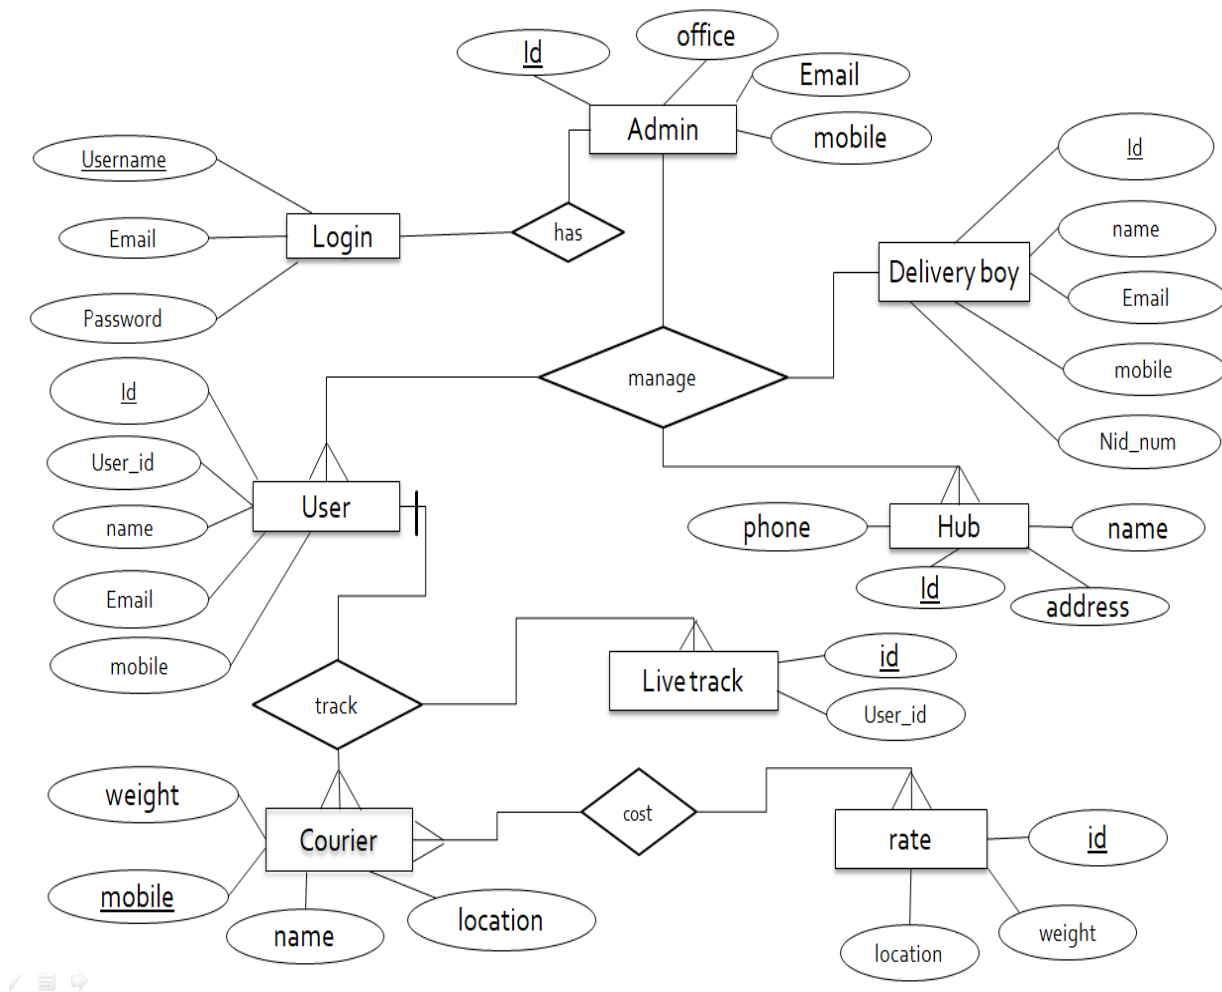 Id
office
Email
Admin
mobile
Username
Email
Login
Password
has
Id
name
Delivery boy
Email
mobile
Nid_num
manage
Id
User_id
User
name
Email
mobile
phone
Hub
name
Id
address
track
Live track
id
User_id
weight
Courier
mobile
name
location
cost
rate
id
location
weight